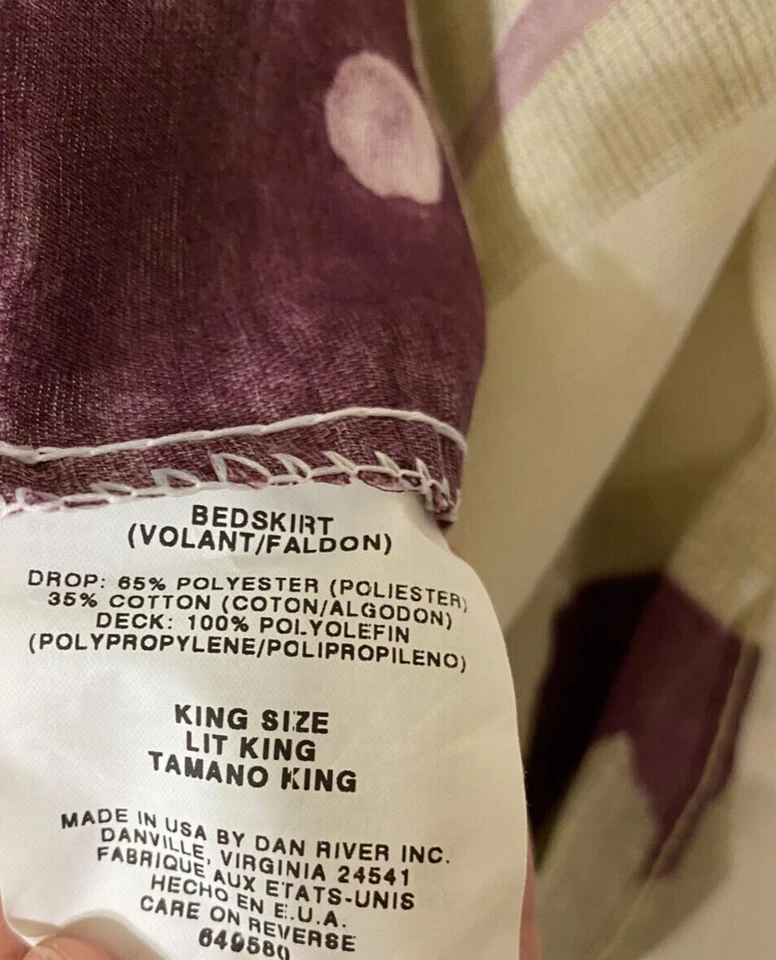 BEDSKIRT
(VOLANT/FALDON)
DROP: 65% POLYESTER (POLIESTER)
35% COTTON (COTON/ALGODON)
DECK: 100% POLYOLEFIN
(POLYPROPYLENE/POLIPROPILENO)
KING SIZE
LIT KING
TAMANO KING
MADE IN USA BY DAN RIVER INC.
DANVILLE, VIRGINIA 24541
FABRIQUE AUX ETATS-UNIS
HECHO EN E.U.A.
CARE ON REVERSE
649580